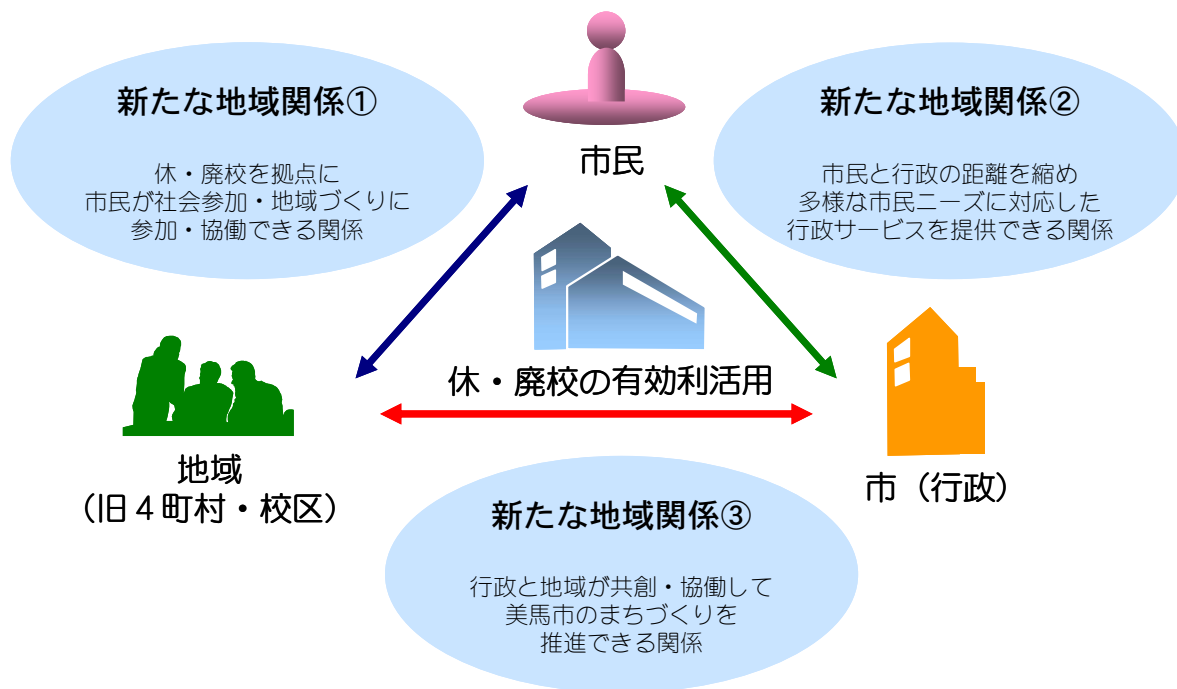 新たな地域関係①
休・廃校を拠点に
市民が社会参加・地域づくりに
参加・協働できる関係
市民
新たな地域関係②
市民と行政の距離を縮め
多様な市民ニーズに対応した
行政サービスを提供できる関係
休・廃校の有効利活用
地域
（旧４町村・校区）
市（行政）
新たな地域関係③
行政と地域が共創・協働して
美馬市のまちづくりを
推進できる関係